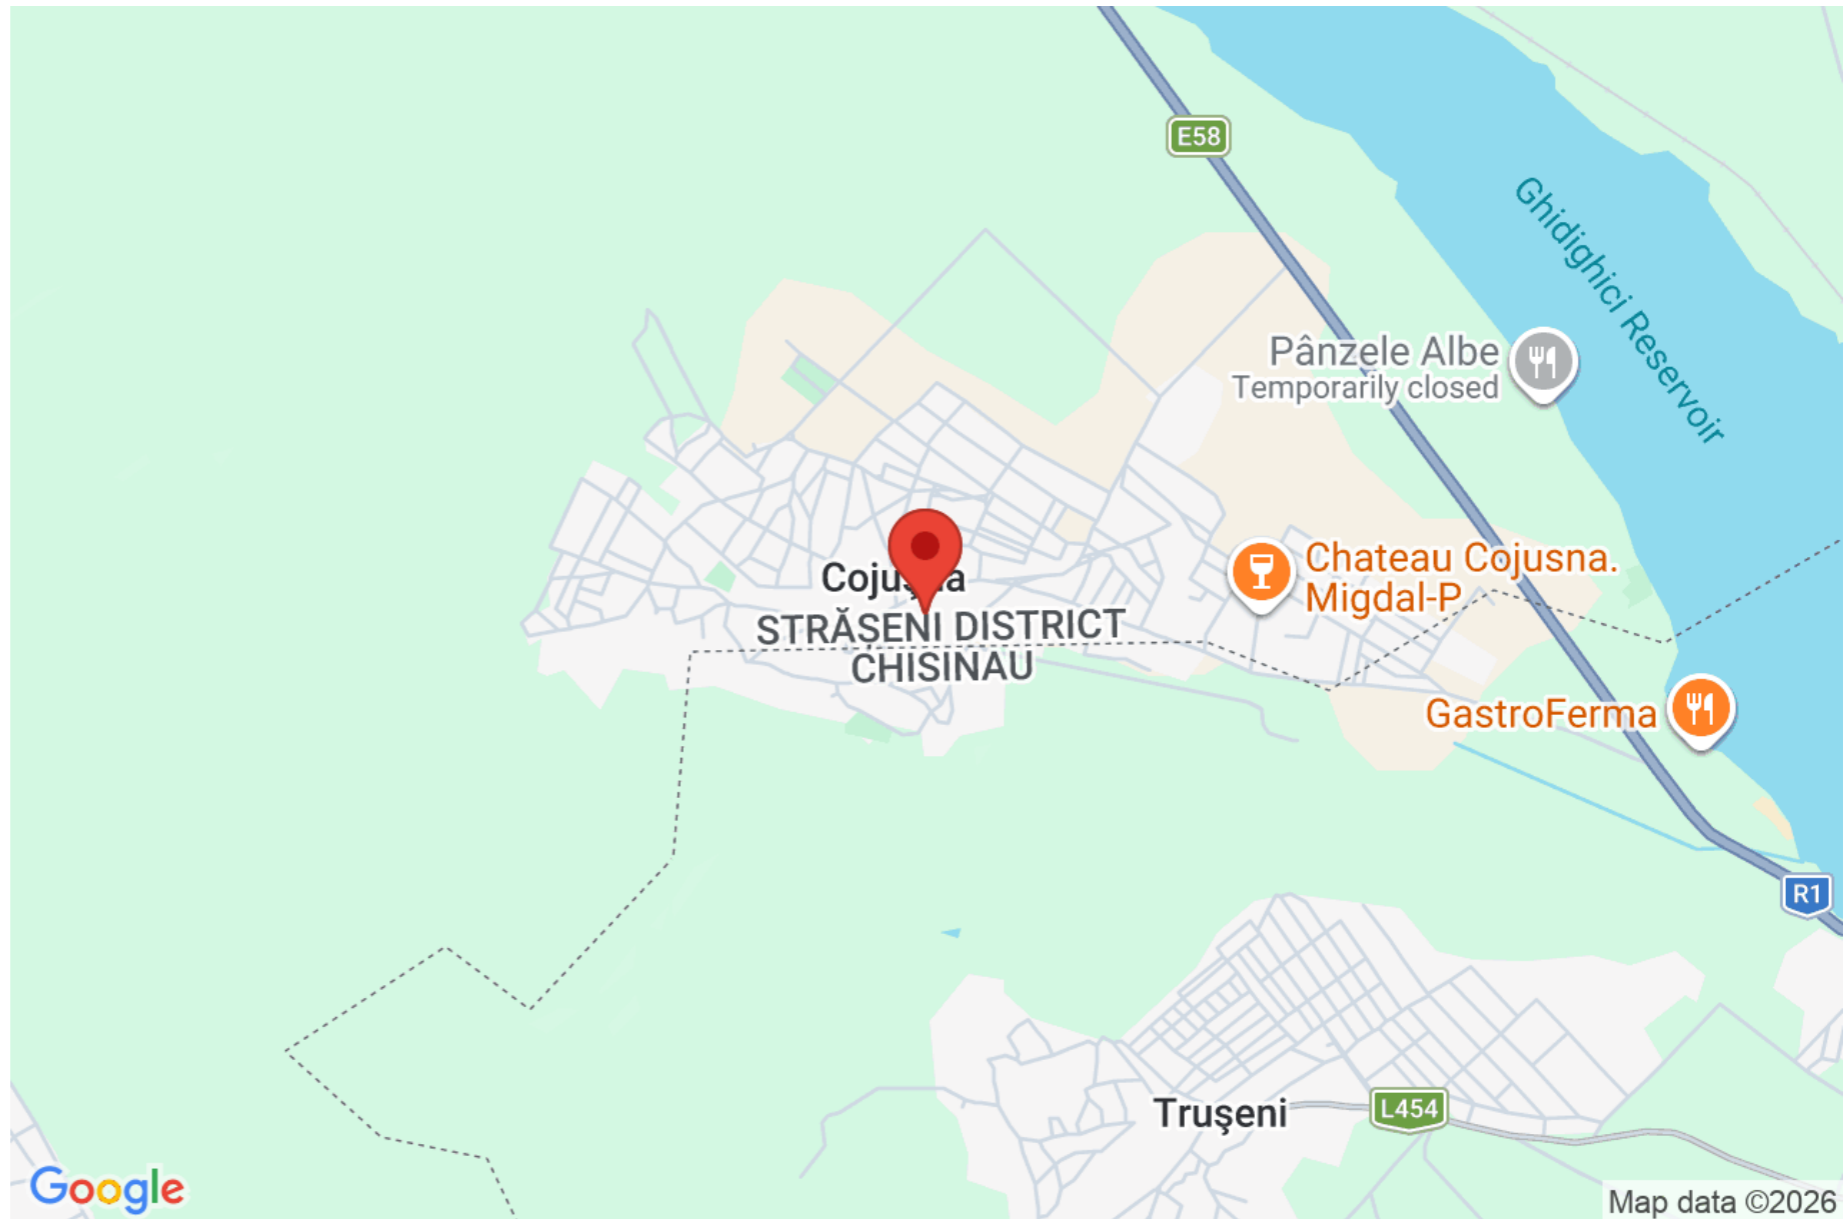 E58
Ghidighici Reservoir
Pânzele Albe
Temporarily closed
Chateau Cojusna.
Migdal-P
Cojuşna
STRĂȘENI DISTRICT
CHISINAU
GastroFerma
R1
Truşeni
L454
Google
Map data ©2026